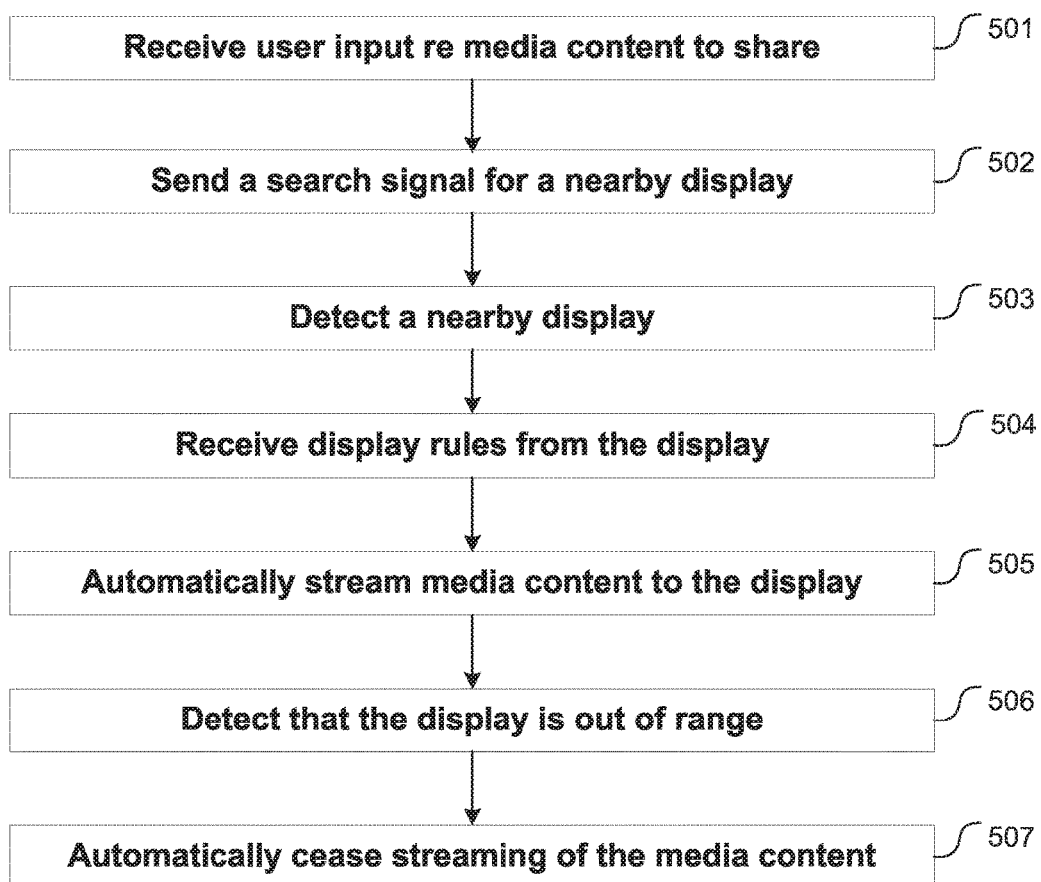 Receive user input re media content to share
501
Send a search signal for a nearby display
502
Detect a nearby display
503
Receive display rules from the display
504
Automatically stream media content to the display
505
Detect that the display is out of range
506
Automatically cease streaming of the media content
507